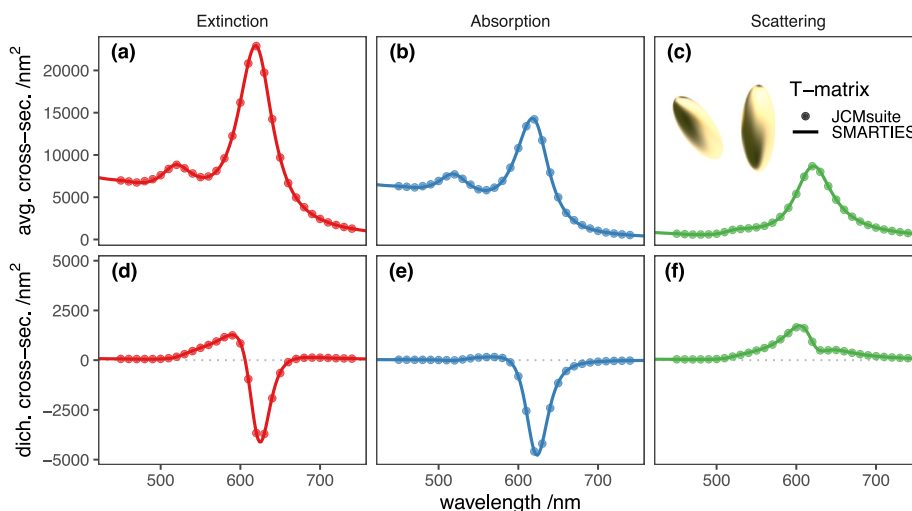 Extinction
Absorption
Scattering
(a)
(b)
(c)
T−matrix
JCMsuite
SMARTIES
avg. cross−sec. /nm²
20000
15000
10000
5000
0
(d)
(e)
(f)
dich. cross−sec. /nm²
5000
2500
0
−2500
−5000
500 600 700
500 600 700
500 600 700
wavelength /nm